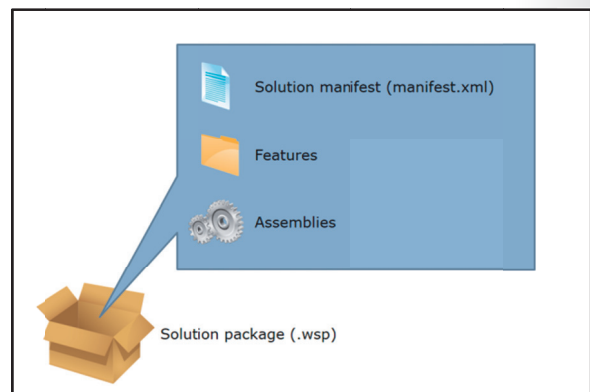 Solution manifest (manifest.xml)
Features
Assemblies
Solution package (.wsp)